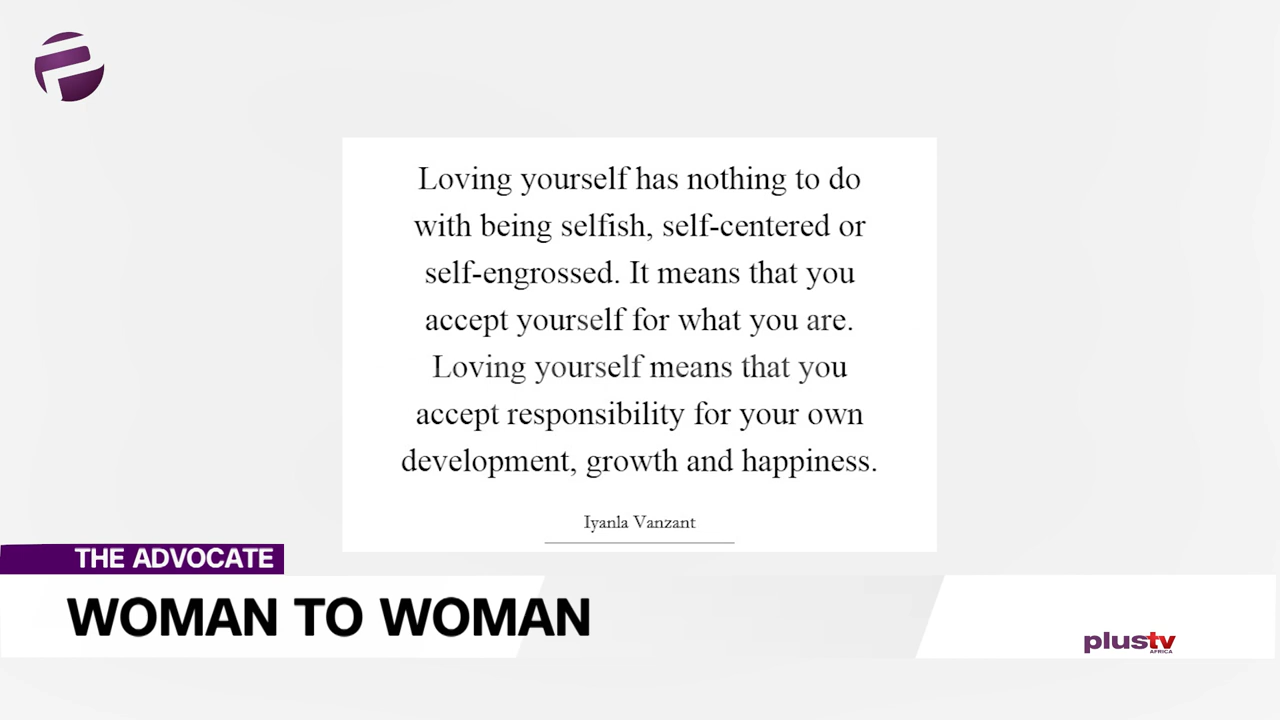 Loving yourself has nothing to do
with being selfish, self-centered or
self-engrossed. It means that you
accept yourself for what you are.
Loving yourself means that you
accept responsibility for your own
development, growth and happiness.
Iyanla Vanzant
THE ADVOCATE
WOMAN TO WOMAN
plustv
AFRICA